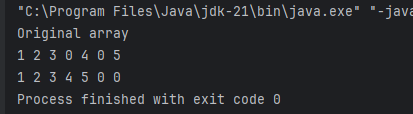 "C:\Program Files\Java\jdk-21\bin\java.exe" "-java
Original array
1 2 3 0 4 0 5
1 2 3 4 5 0 0
Process finished with exit code 0